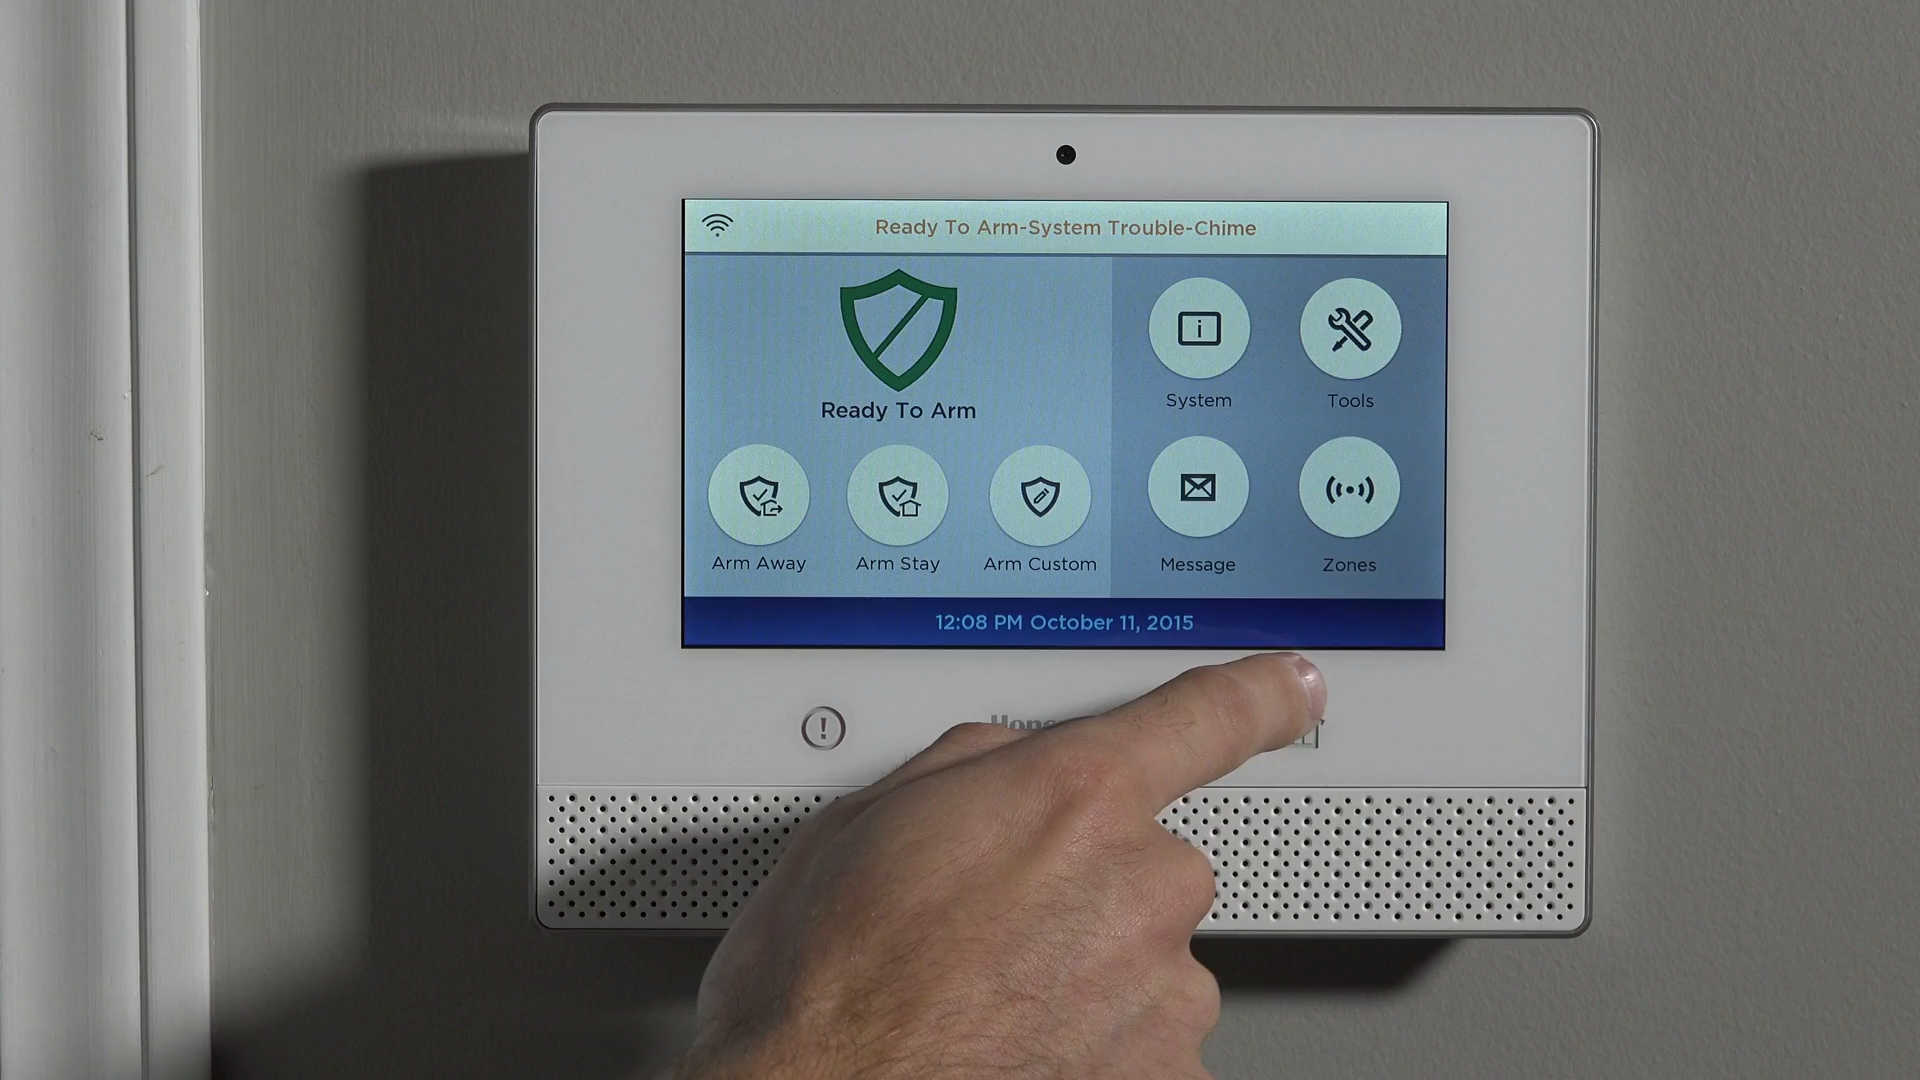 Ready To Arm-System Trouble-Chime
Ready To Arm
System
Tools
Arm Away
Arm Stay
Arm Custom
Message
Zones
12:08 PM October 11, 2015